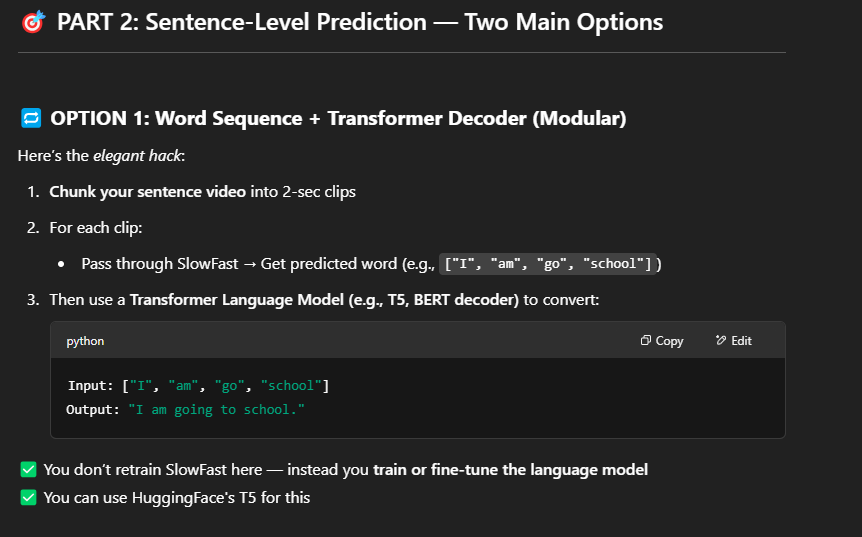 🎯 PART 2: Sentence-Level Prediction — Two Main Options
🔁 OPTION 1: Word Sequence + Transformer Decoder (Modular)
Here’s the elegant hack:
1. Chunk your sentence video into 2-sec clips
2. For each clip:
• Pass through SlowFast → Get predicted word (e.g., ["I", "am", "go", "school"])
3. Then use a Transformer Language Model (e.g., T5, BERT decoder) to convert:
python Copy Edit
Input: ["I", "am", "go", "school"]
Output: "I am going to school."
✅ You don’t retrain SlowFast here — instead you train or fine-tune the language model
✅ You can use HuggingFace's T5 for this